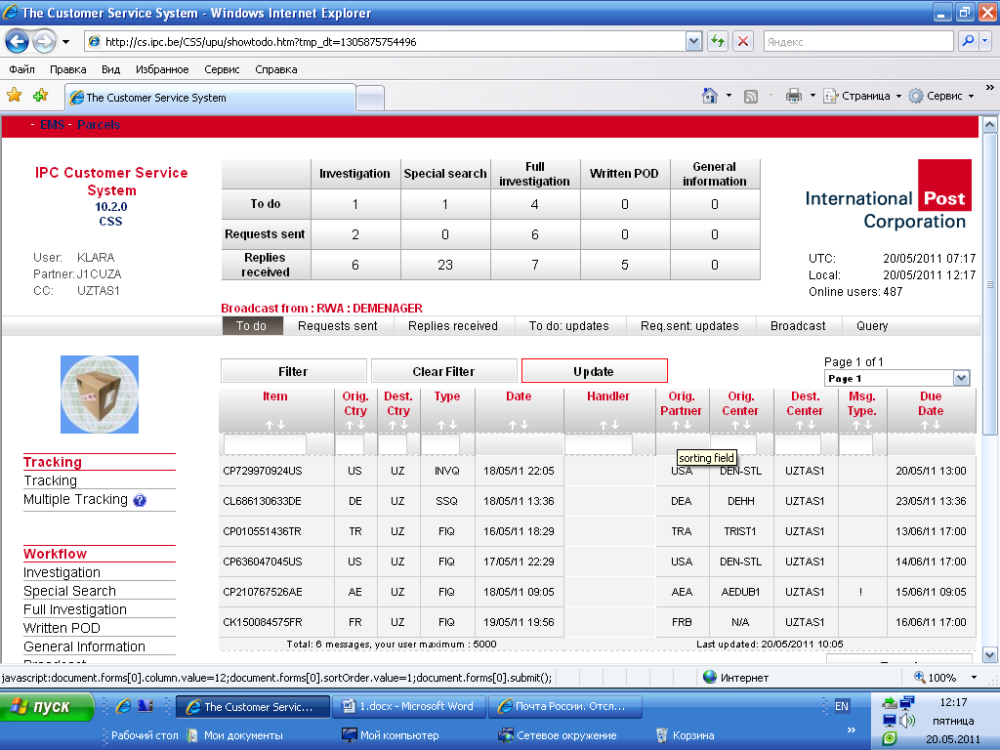 The Customer Service System - Windows Internet Explorer
http://cs.ipc.be/CSS/upu/showtodo.htm?tmp_dt=1305875754496
Яндекс
Файл Правка Вид Избранное Сервис Справка
The Customer Service System
Страница Сервис »
- EMS - Parcels
IPC Customer Service System
10.2.0
CSS
User: KLARA
Partner: J1CUZA
CC: UZTAS1
Investigation Special search Full investigation Written POD General information
To do 1 1 4 0 0
Requests sent 2 0 6 0 0
Replies received 6 23 7 5 0
International Post Corporation
UTC: 20/05/2011 07:17
Local: 20/05/2011 12:17
Online users: 487
Broadcast from : RWA : DEMENAGER
To do Requests sent Replies received To do: updates Req.sent: updates Broadcast Query
Filter Clear Filter Update
Page 1 of 1
Page 1
Item Orig. Ctry Dest. Ctry Type Date Handler Orig. Partner Orig. Center Dest. Center Msg. Type. Due Date
sorting field
CP729970924US US UZ INVQ 18/05/11 22:05 USA DEN-STL UZTAS1 20/05/11 13:00
CL686130633DE DE UZ SSQ 18/05/11 13:36 DEA DEHH UZTAS1 23/05/11 13:36
CP010551436TR TR UZ FIQ 16/05/11 18:29 TRA TRIST1 UZTAS1 13/06/11 17:00
CP636047045US US UZ FIQ 17/05/11 22:29 USA DEN-STL UZTAS1 14/06/11 17:00
CP210767526AE AE UZ FIQ 18/05/11 09:05 AEA AEDUB1 UZTAS1 ! 15/06/11 09:05
CK150084575FR FR UZ FIQ 19/05/11 19:56 FRB N/A UZTAS1 16/06/11 17:00
Total: 6 messages, your user maximum : 5000 Last updated: 20/05/2011 10:05
Tracking
Tracking
Multiple Tracking ?
Workflow
Investigation
Special Search
Full Investigation
Written POD
General Information
Broadcast
javascript:document.forms[0].column.value=12;document.forms[0].sortOrder.value=1;document.forms[0].submit();
Интернет 100%
пуск
The Customer Servic... 1.docx - Microsoft Word Почта России. Отсл...
EN
12:17
Рабочий стол Мои документы Мой компьютер Сетевое окружение Корзина »
пятница
20.05.2011